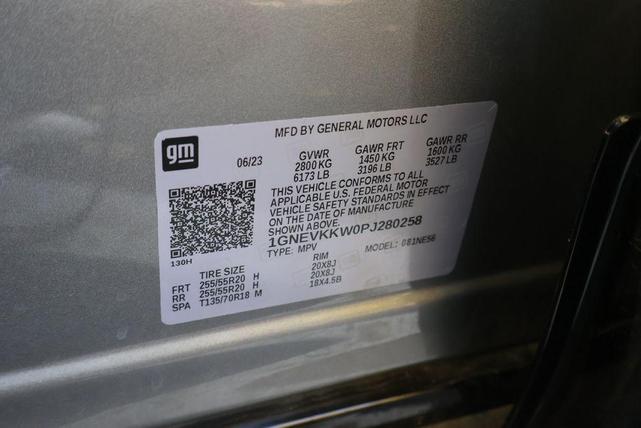 MFD BY GENERAL MOTORS LLC
gm
06/23 GVWR GAWR FRT GAWR RR
2800 KG 1450 KG 1600 KG
6173 LB 3196 LB 3527 LB
THIS VEHICLE CONFORMS TO ALL
APPLICABLE U.S. FEDERAL MOTOR
VEHICLE SAFETY STANDARDS IN EFFECT
ON THE DATE OF MANUFACTURE
SHOWN ABOVE.
1GNEVKKW0PJ280258
TYPE: MPV MODEL: 081NE56
130H
TIRE SIZE RIM
FRT 255/55R20 H 20X8J
RR 255/55R20 H 20X8J
SPA T135/70R18 M 18X4.5B